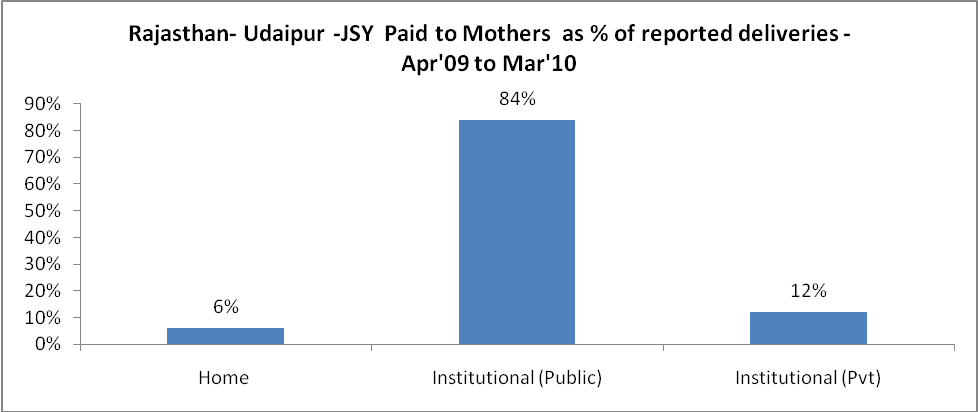 Rajasthan- Udaipur -JSY Paid to Mothers as % of reported deliveries -
Apr'09 to Mar'10
90%
80%
70%
60%
50%
40%
30%
20%
10%
0%
6%
84%
12%
Home
Institutional (Public)
Institutional (Pvt)